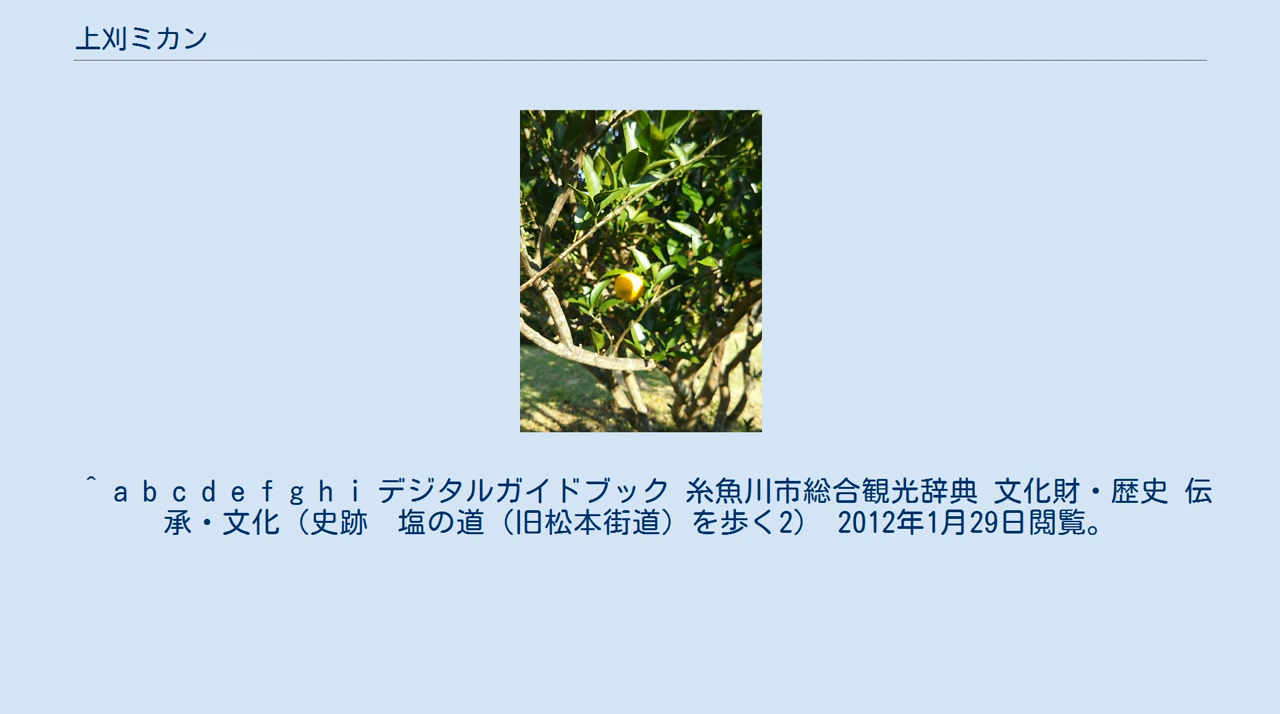 上刈ミカン
^ a b c d e f g h i デジタルガイドブック 糸魚川市総合観光辞典 文化財・歴史 伝
承・文化（史跡　塩の道（旧松本街道）を歩く2） 2012年1月29日閲覧。